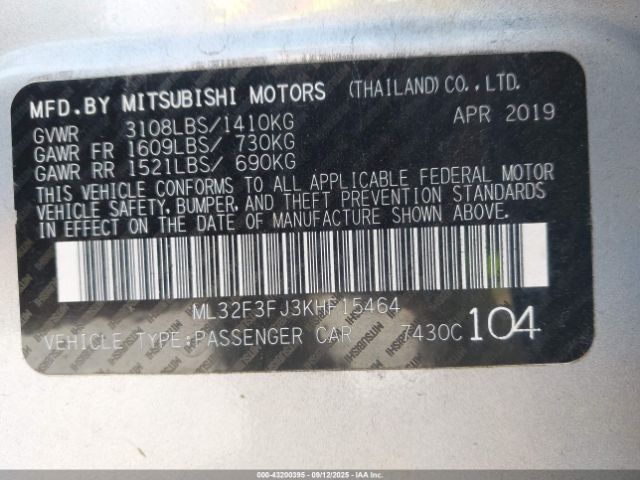 MFD.BY MITSUBISHI MOTORS (THAILAND)CO.,LTD.
GVWR 3108LBS/1410KG APR 2019
GAWR FR 1609LBS/ 730KG
GAWR RR 1521LBS/ 690KG
THIS VEHICLE CONFORMS TO ALL APPLICABLE FEDERAL MOTOR
VEHICLE SAFETY, BUMPER, AND THEFT PREVENTION STANDARDS
IN EFFECT ON THE DATE OF MANUFACTURE SHOWN ABOVE.
ML32F3FJ3KHF15464
VEHICLE TYPE:PASSENGER CAR 7430C 104
000-43200395 - 09/12/2025 - IAA Inc.